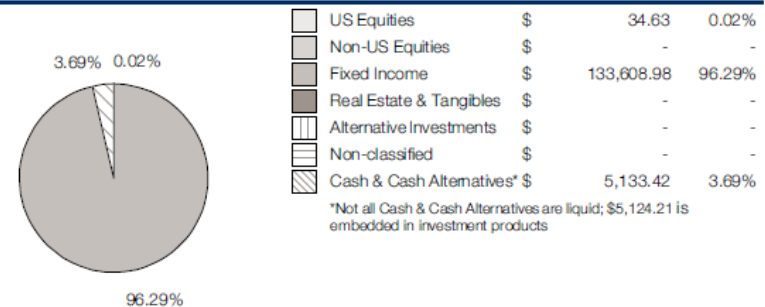 3.69% 0.02%
96.29%
US Equities $ 34.63 0.02%
Non-US Equities $ - -
Fixed Income $ 133,608.98 96.29%
Real Estate & Tangibles $ - -
Alternative Investments $ - -
Non-classified $ - -
Cash & Cash Alternatives* $ 5,133.42 3.69%
*Not all Cash & Cash Alternatives are liquid; $5,124.21 is
embedded in investment products